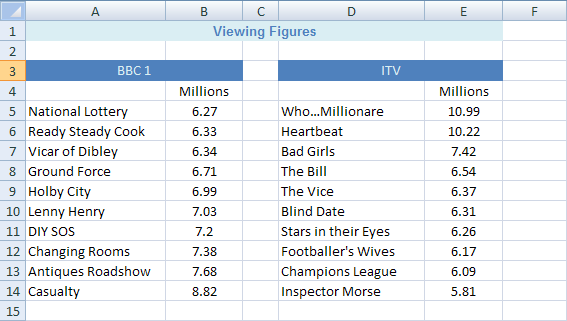 A B C D E F
1 Viewing Figures
2
3 BBC 1 ITV
4 Millions Millions
5 National Lottery 6.27 Who...Millionare 10.99
6 Ready Steady Cook 6.33 Heartbeat 10.22
7 Vicar of Dibley 6.34 Bad Girls 7.42
8 Ground Force 6.71 The Bill 6.54
9 Holby City 6.99 The Vice 6.37
10 Lenny Henry 7.03 Blind Date 6.31
11 DIY SOS 7.2 Stars in their Eyes 6.26
12 Changing Rooms 7.38 Footballer's Wives 6.17
13 Antiques Roadshow 7.68 Champions League 6.09
14 Casualty 8.82 Inspector Morse 5.81
15